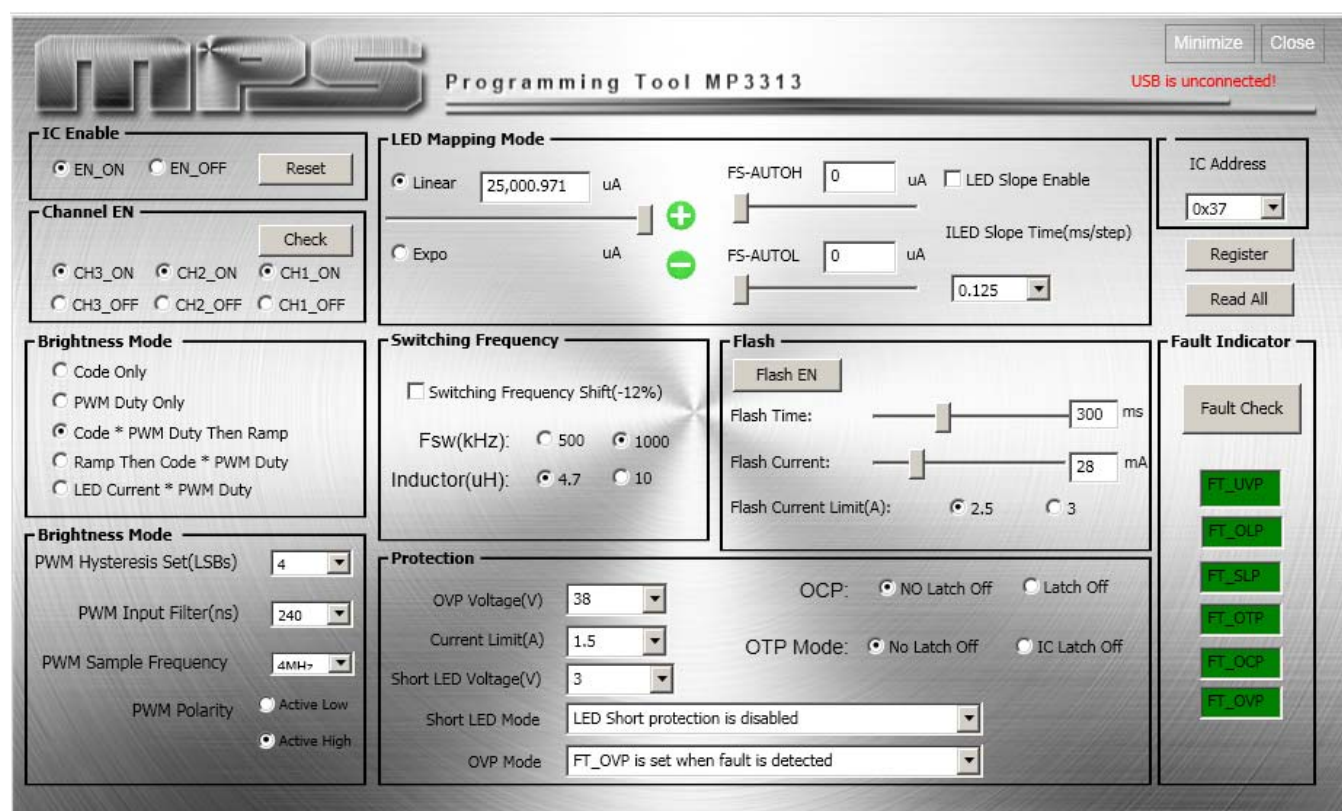 MPS
Programming Tool MP3313
Minimize Close
USB is unconnected!
IC Enable
EN_ON EN_OFF Reset
Channel EN
Check
CH3_ON CH2_ON CH1_ON
CH3_OFF CH2_OFF CH1_OFF
LED Mapping Mode
Linear 25,000.971 uA
Expo uA
FS-AUTOH 0 uA LED Slope Enable
FS-AUTOL 0 uA
ILED Slope Time(ms/step)
0.125
IC Address
0x37
Register
Read All
Brightness Mode
Code Only
PWM Duty Only
Code * PWM Duty Then Ramp
Ramp Then Code * PWM Duty
LED Current * PWM Duty
Switching Frequency
Switching Frequency Shift(-12%)
Fsw(kHz): 500 1000
Inductor(uH): 4.7 10
Flash
Flash EN
Flash Time: 300 ms
Flash Current: 28 mA
Flash Current Limit(A): 2.5 3
Fault Indicator
Fault Check
FT_UVP
FT_OLP
FT_SLP
FT_OTP
FT_OCP
FT_OVP
Brightness Mode
PWM Hysteresis Set(LSBs) 4
PWM Input Filter(ns) 240
PWM Sample Frequency 4MHz
PWM Polarity Active Low
Active High
Protection
OVP Voltage(V) 38
Current Limit(A) 1.5
Short LED Voltage(V) 3
Short LED Mode LED Short protection is disabled
OVP Mode FT_OVP is set when fault is detected
OCP: NO Latch Off Latch Off
OTP Mode: No Latch Off IC Latch Off